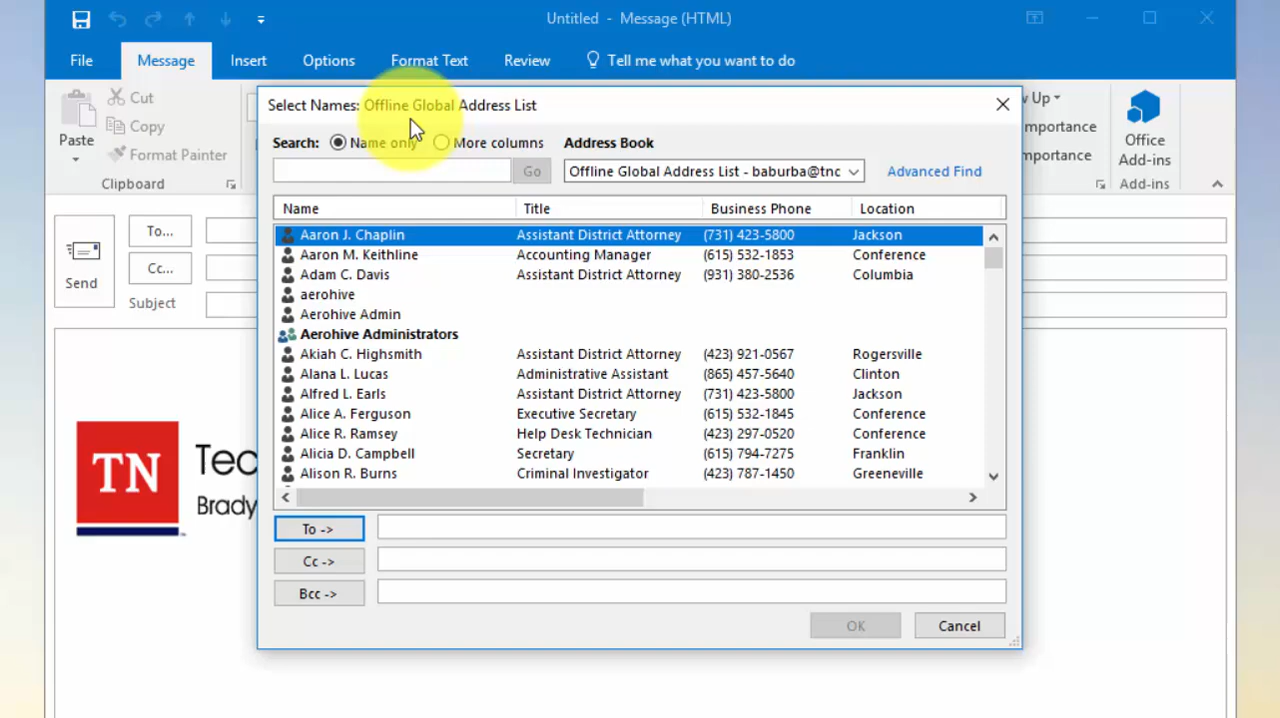 Untitled - Message (HTML)
File Message Insert Options Format Text Review Tell me what you want to do
Paste
Cut
Copy
Format Painter
Clipboard
Up
mportance
mportance
Office
Add-ins
Add-ins
Send
To...
Cc...
Subject
Select Names: Offline Global Address List
Search: Name only More columns Address Book
Go Offline Global Address List - baburba@tnc Advanced Find
Name Title Business Phone Location
Aaron J. Chaplin Assistant District Attorney (731) 423-5800 Jackson
Aaron M. Keithline Accounting Manager (615) 532-1853 Conference
Adam C. Davis Assistant District Attorney (931) 380-2536 Columbia
aerohive
Aerohive Admin
Aerohive Administrators
Akiah C. Highsmith Assistant District Attorney (423) 921-0567 Rogersville
Alana L. Lucas Administrative Assistant (865) 457-5640 Clinton
Alfred L. Earls Assistant District Attorney (731) 423-5800 Jackson
Alice A. Ferguson Executive Secretary (615) 532-1845 Conference
Alice R. Ramsey Help Desk Technician (423) 297-0520 Conference
Alicia D. Campbell Secretary (615) 794-7275 Franklin
Alison R. Burns Criminal Investigator (423) 787-1450 Greeneville
To ->
Cc ->
Bcc ->
OK Cancel
TN
Tec
Brady